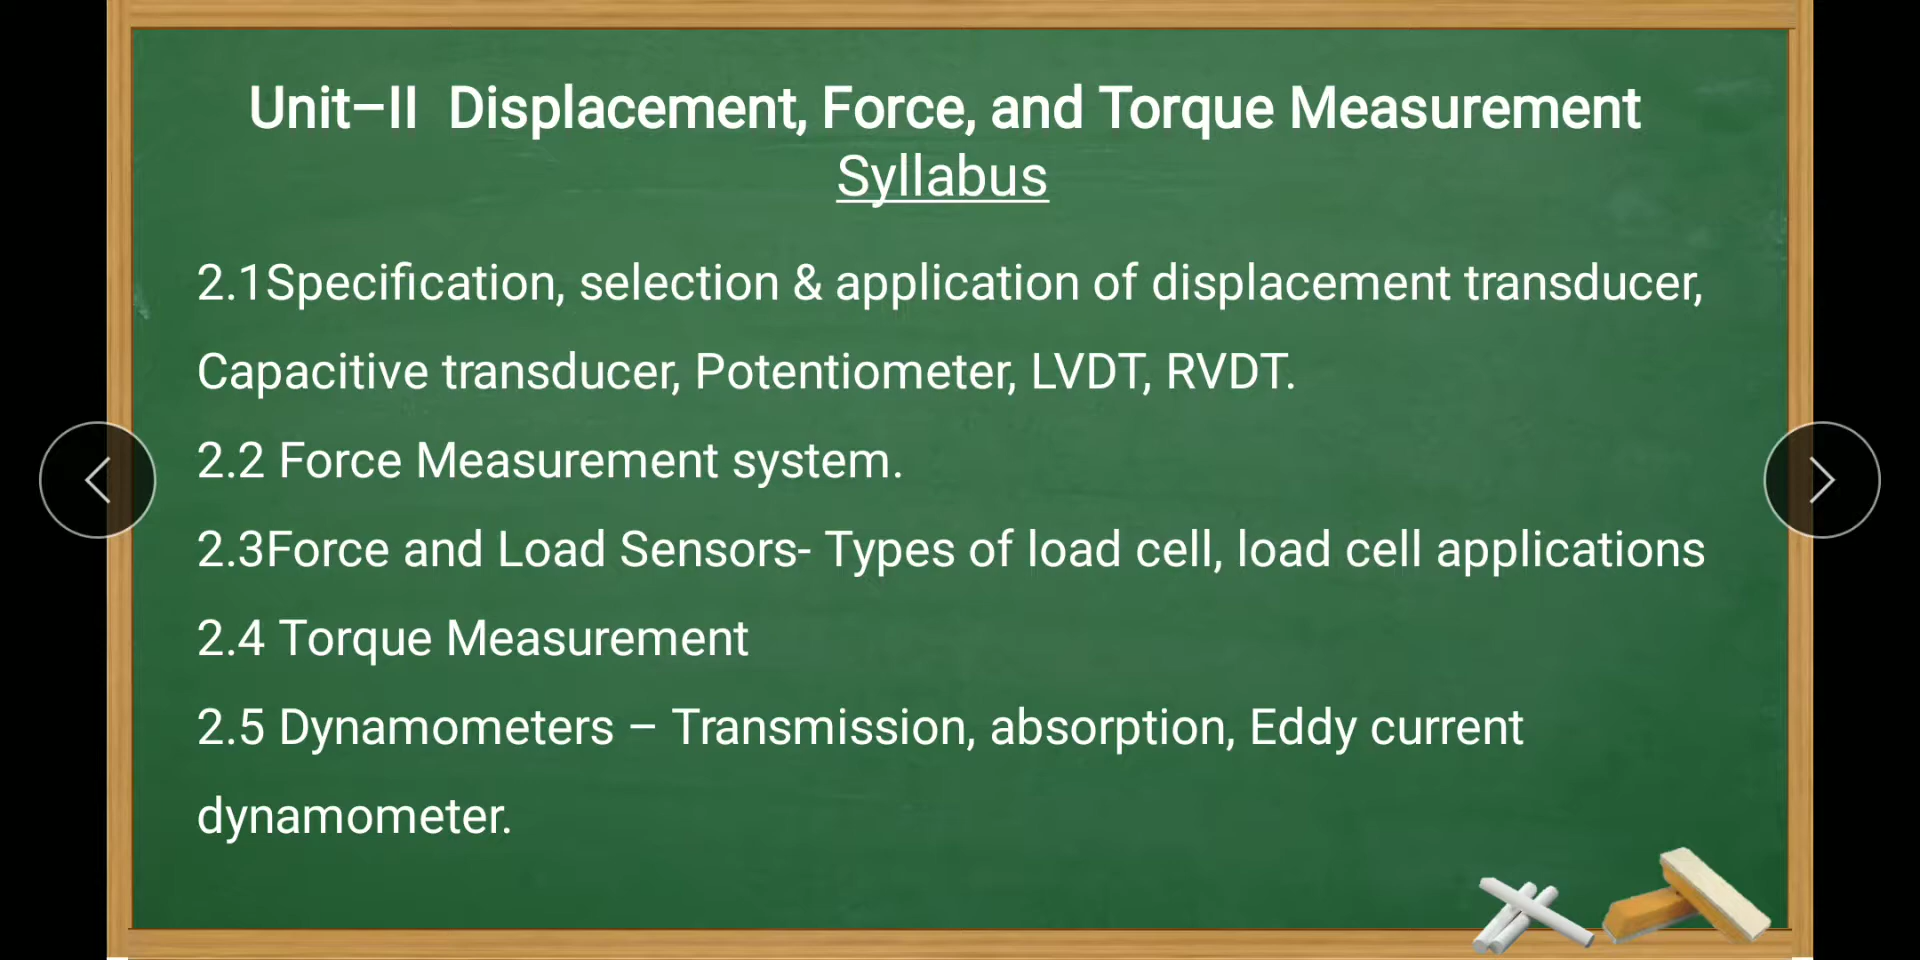 Unit–II  Displacement, Force, and Torque Measurement
Syllabus
2.1Specification, selection & application of displacement transducer,
Capacitive transducer, Potentiometer, LVDT, RVDT.
2.2 Force Measurement system.
2.3Force and Load Sensors- Types of load cell, load cell applications
2.4 Torque Measurement
2.5 Dynamometers – Transmission, absorption, Eddy current
dynamometer.